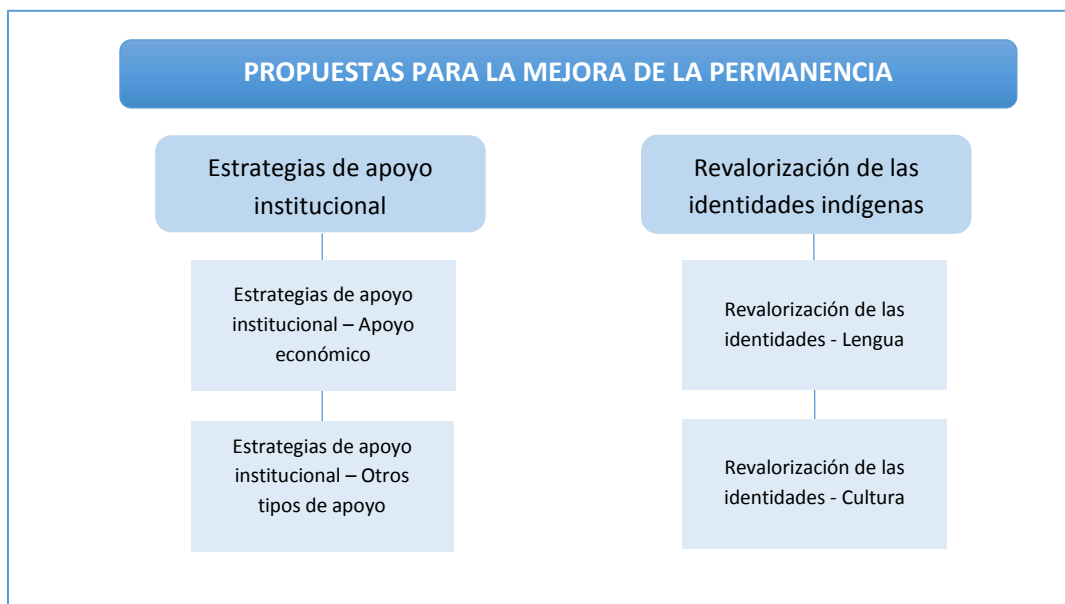 PROPUESTAS PARA LA MEJORA DE LA PERMANENCIA
Estrategias de apoyo
institucional
Estrategias de apoyo
institucional – Apoyo
económico
Estrategias de apoyo
institucional – Otros
tipos de apoyo
Revalorización de las
identidades indígenas
Revalorización de las
identidades - Lengua
Revalorización de las
identidades - Cultura